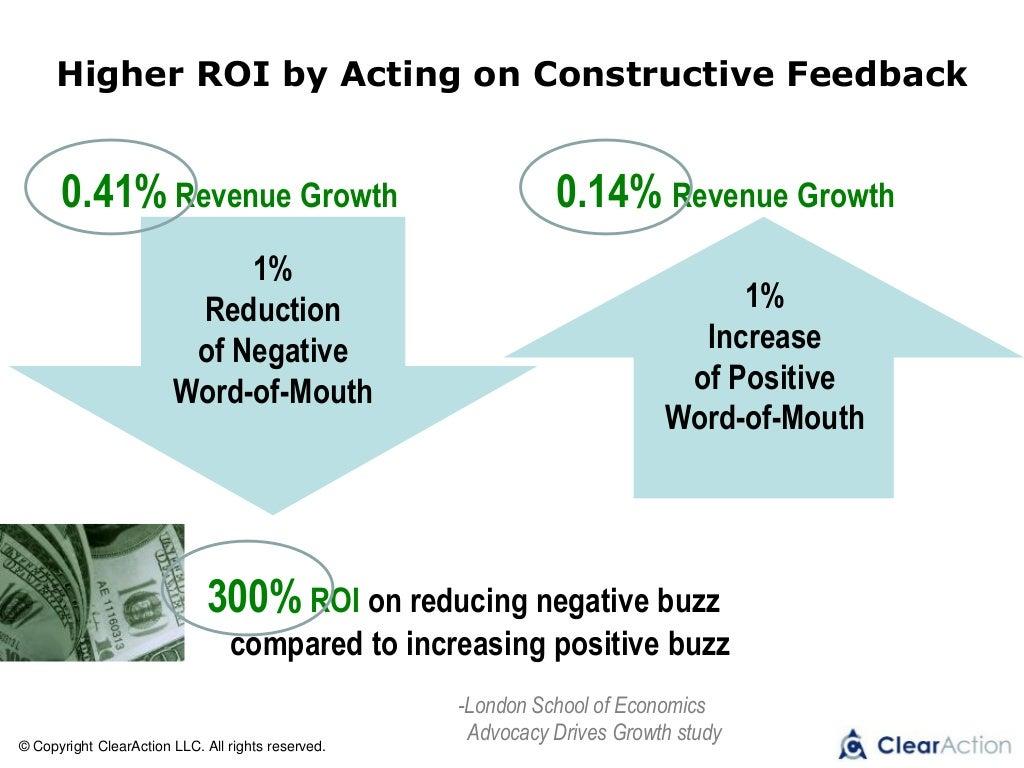 Higher ROI by Acting on Constructive Feedback
0.41% Revenue Growth
1%
Reduction
of Negative
Word-of-Mouth
0.14% Revenue Growth
1%
Increase
of Positive
Word-of-Mouth
AE 11160313
300% ROI on reducing negative buzz
compared to increasing positive buzz
-London School of Economics
Advocacy Drives Growth study
© Copyright ClearAction LLC. All rights reserved.
ClearAction